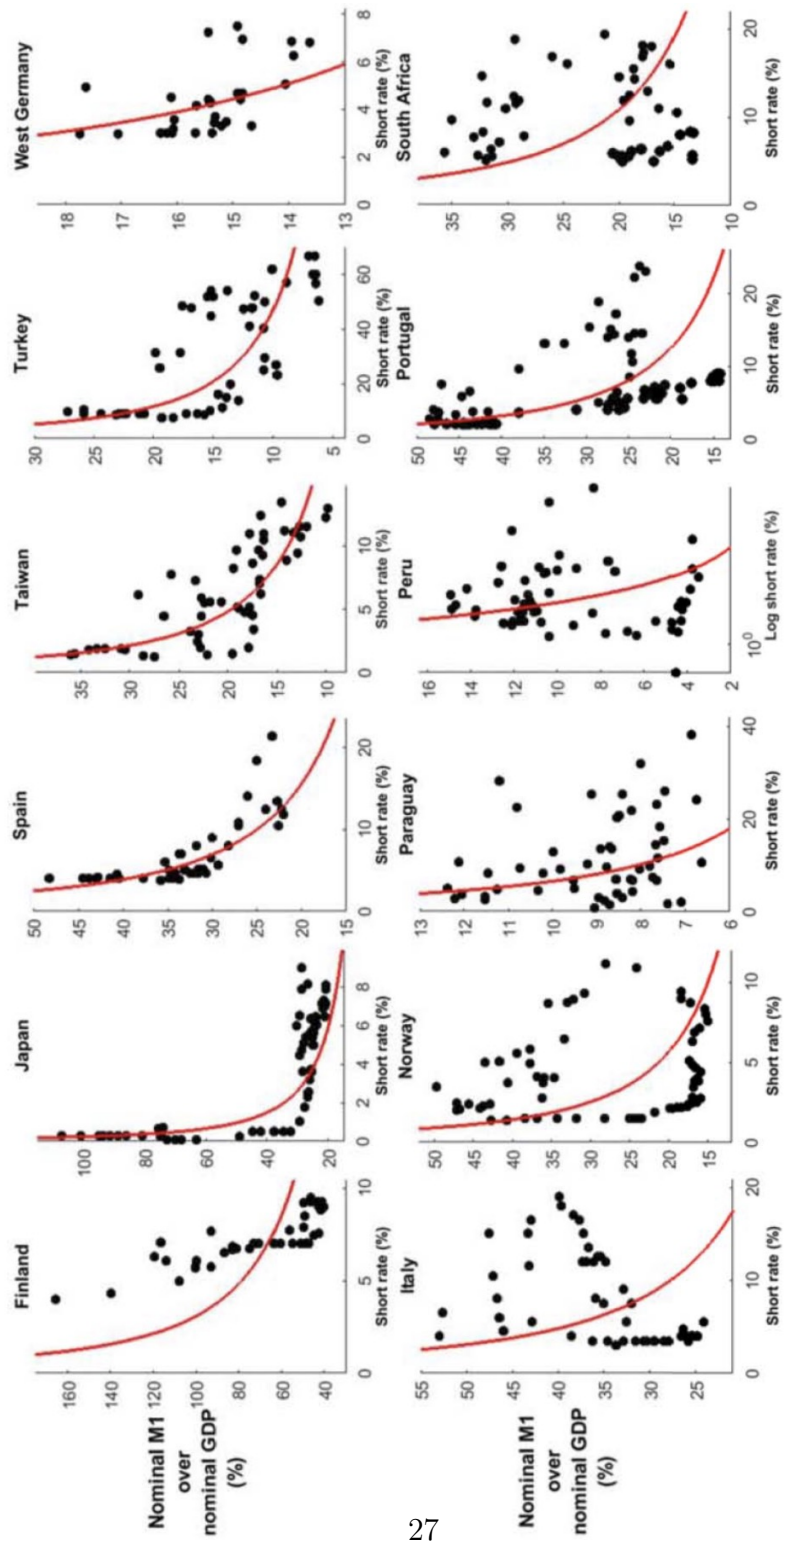 Nominal M1
over
nominal GDP
(%)
Finland
160
140
120
100
80
60
40
0 5 10
Short rate (%)
Japan
100
80
60
40
20
0 2 4 6 8
Short rate (%)
Spain
50
45
40
35
30
25
20
15
0 10 20
Short rate (%)
Taiwan
35
30
25
20
15
10
0 5 10
Short rate (%)
Turkey
30
25
20
15
10
5
0 20 40 60
Short rate (%)
West Germany
18
17
16
15
14
13
0 2 4 6 8
Short rate (%)
Nominal M1
over
nominal GDP
(%)
Italy
55
50
45
40
35
30
25
0 10 20
Short rate (%)
Norway
50
45
40
35
30
25
20
15
0 5 10
Short rate (%)
Paraguay
13
12
11
10
9
8
7
6
0 20 40
Short rate (%)
Peru
16
14
12
10
8
6
4
2
10⁰
Log short rate (%)
Portugal
50
45
40
35
30
25
20
15
0 10 20
Short rate (%)
South Africa
35
30
25
20
15
10
0 10 20
Short rate (%)
27